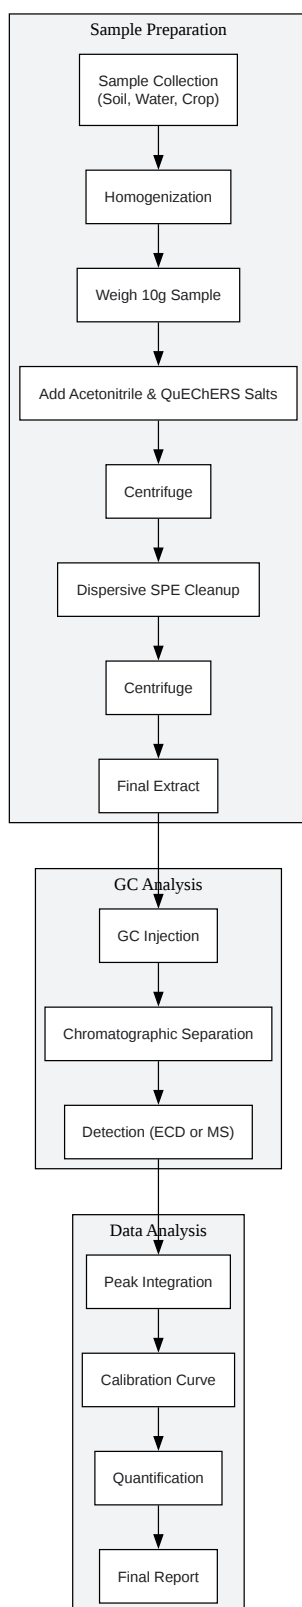 Sample Preparation
Sample Collection
(Soil, Water, Crop)
Homogenization
Weigh 10g Sample
Add Acetonitrile & QuEChERS Salts
Centrifuge
Dispersive SPE Cleanup
Centrifuge
Final Extract
GC Analysis
GC Injection
Chromatographic Separation
Detection (ECD or MS)
Data Analysis
Peak Integration
Calibration Curve
Quantification
Final Report